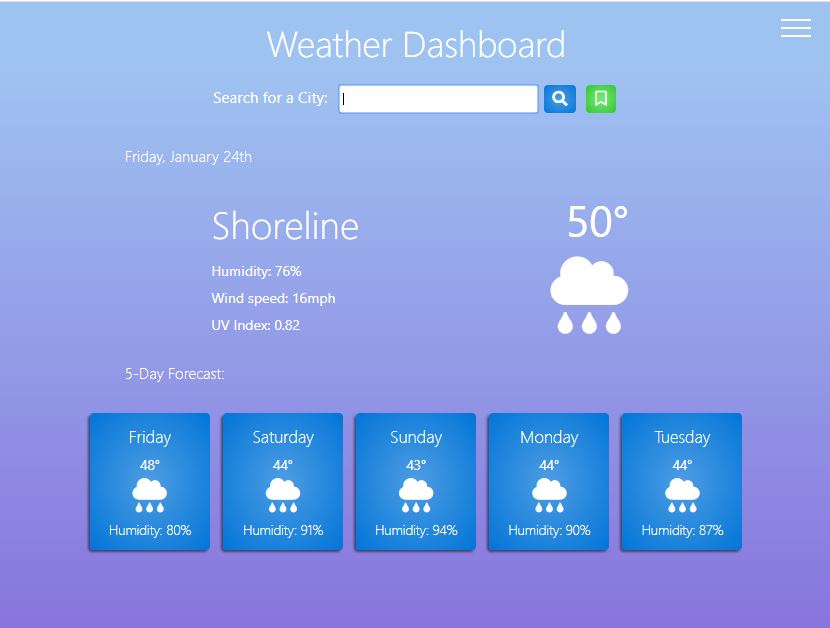 Weather Dashboard
Search for a City:
Friday, January 24th
Shoreline
50°
Humidity: 76%
Wind speed: 16mph
UV Index: 0.82
5-Day Forecast:
Friday Saturday Sunday Monday Tuesday
48° 44° 43° 44° 44°
Humidity: 80% Humidity: 91% Humidity: 94% Humidity: 90% Humidity: 87%